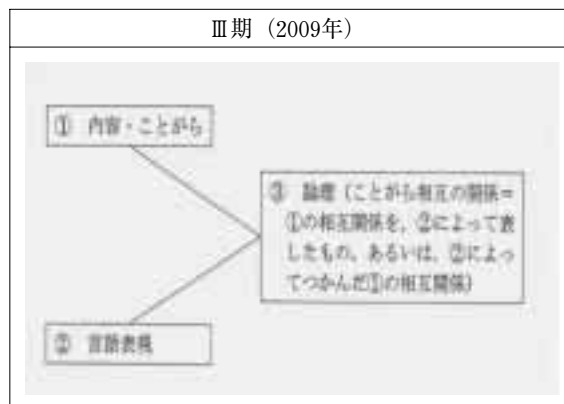 Ⅲ期（2009年）
① 内容・ことがら
③ 論理（ことがら相互の関係＝
①の相互関係を，②によって表
したもの，あるいは，②によっ
てつかんだ①の相互関係）
② 言語表現